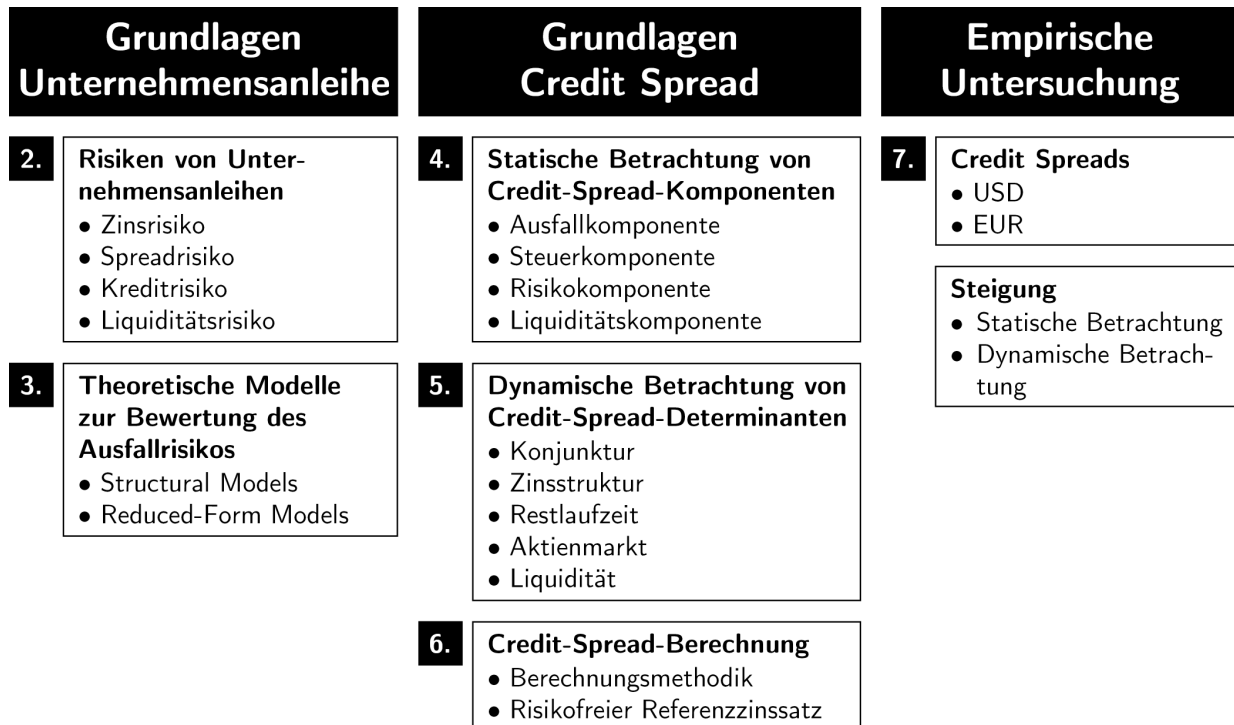 Grundlagen
Unternehmensanleihe
2.
Risiken von Unter-
nehmensanleihen
• Zinsrisiko
• Spreadrisiko
• Kreditrisiko
• Liquiditätsrisiko
3.
Theoretische Modelle
zur Bewertung des
Ausfallrisikos
• Structural Models
• Reduced-Form Models
Grundlagen
Credit Spread
4.
Statische Betrachtung von
Credit-Spread-Komponenten
• Ausfallkomponente
• Steuerkomponente
• Risikokomponente
• Liquiditätskomponente
5.
Dynamische Betrachtung von
Credit-Spread-Determinanten
• Konjunktur
• Zinsstruktur
• Restlaufzeit
• Aktienmarkt
• Liquidität
6.
Credit-Spread-Berechnung
• Berechnungsmethodik
• Risikofreier Referenzzinssatz
Empirische
Untersuchung
7.
Credit Spreads
• USD
• EUR
Steigung
• Statische Betrachtung
• Dynamische Betrach-
tung